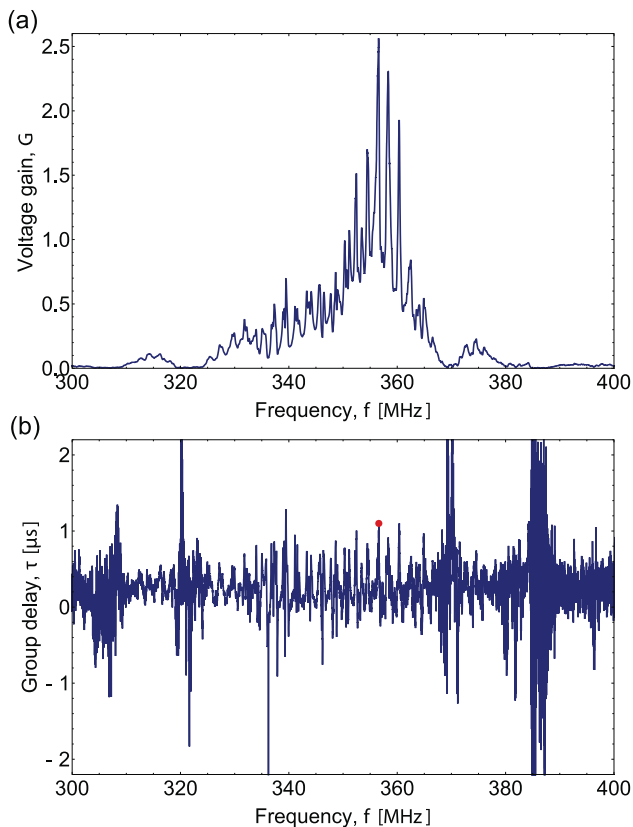 (a)
2.5
2.0
1.5
1.0
0.5
0.0
Voltage gain, G
300 320 340 360 380 400
Frequency, f [MHz]
(b)
2
1
0
- 1
- 2
Group delay, τ [μs]
300 320 340 360 380 400
Frequency, f [MHz]